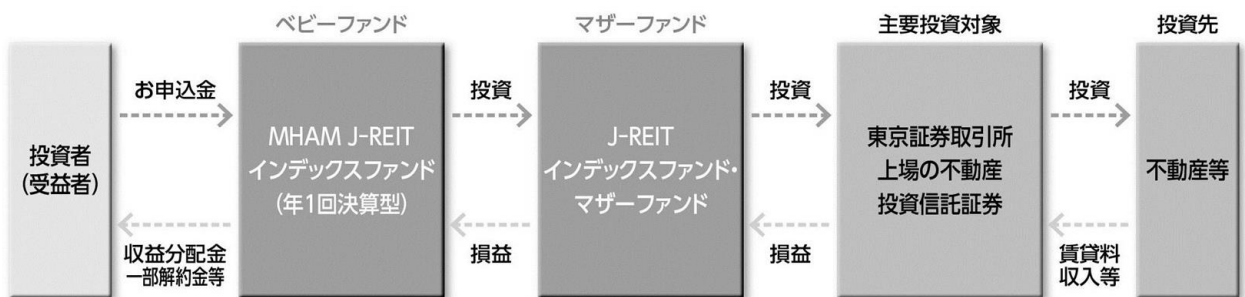 ベビーファンド
マザーファンド
主要投資対象
投資先
投資者
(受益者)
お申込金
収益分配金
一部解約金等
MHAM J-REIT
インデックスファンド
(年1回決算型)
投資
損益
J-REIT
インデックスファンド・
マザーファンド
投資
損益
東京証券取引所
上場の不動産
投資信託証券
投資
賃貸料
収入等
不動産等